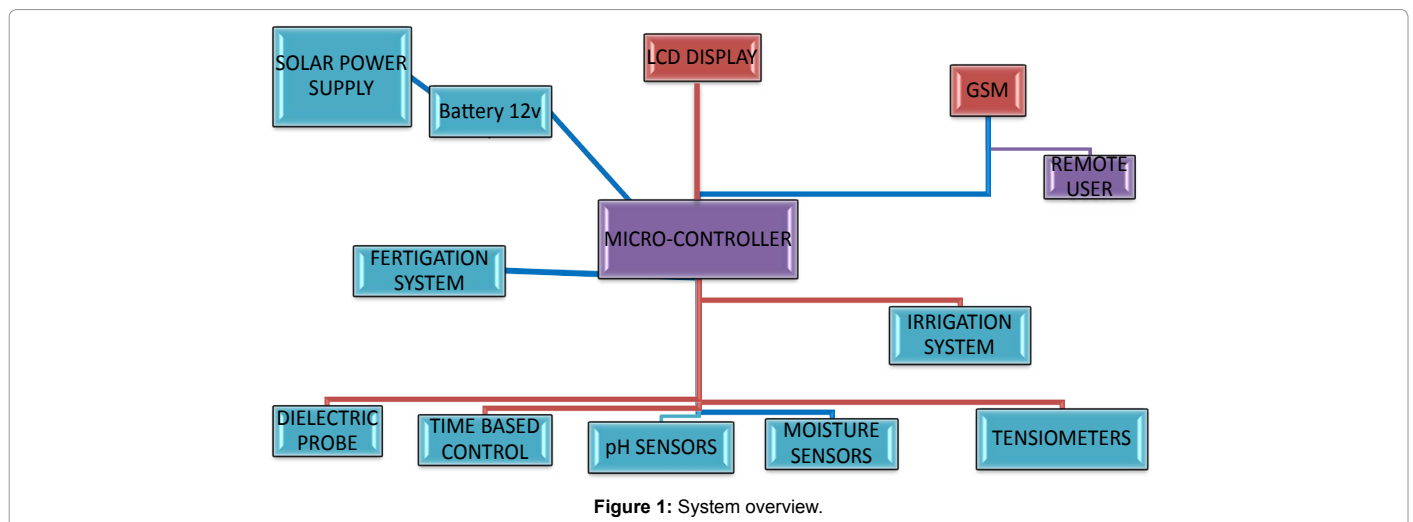 SOLAR POWER
SUPPLY
Battery 12v
LCD DISPLAY
GSM
REMOTE
USER
MICRO-CONTROLLER
FERTIGATION
SYSTEM
IRRIGATION
SYSTEM
DIELECTRIC
PROBE
TIME BASED
CONTROL
pH SENSORS
MOISTURE
SENSORS
TENSIOMETERS
Figure 1: System overview.